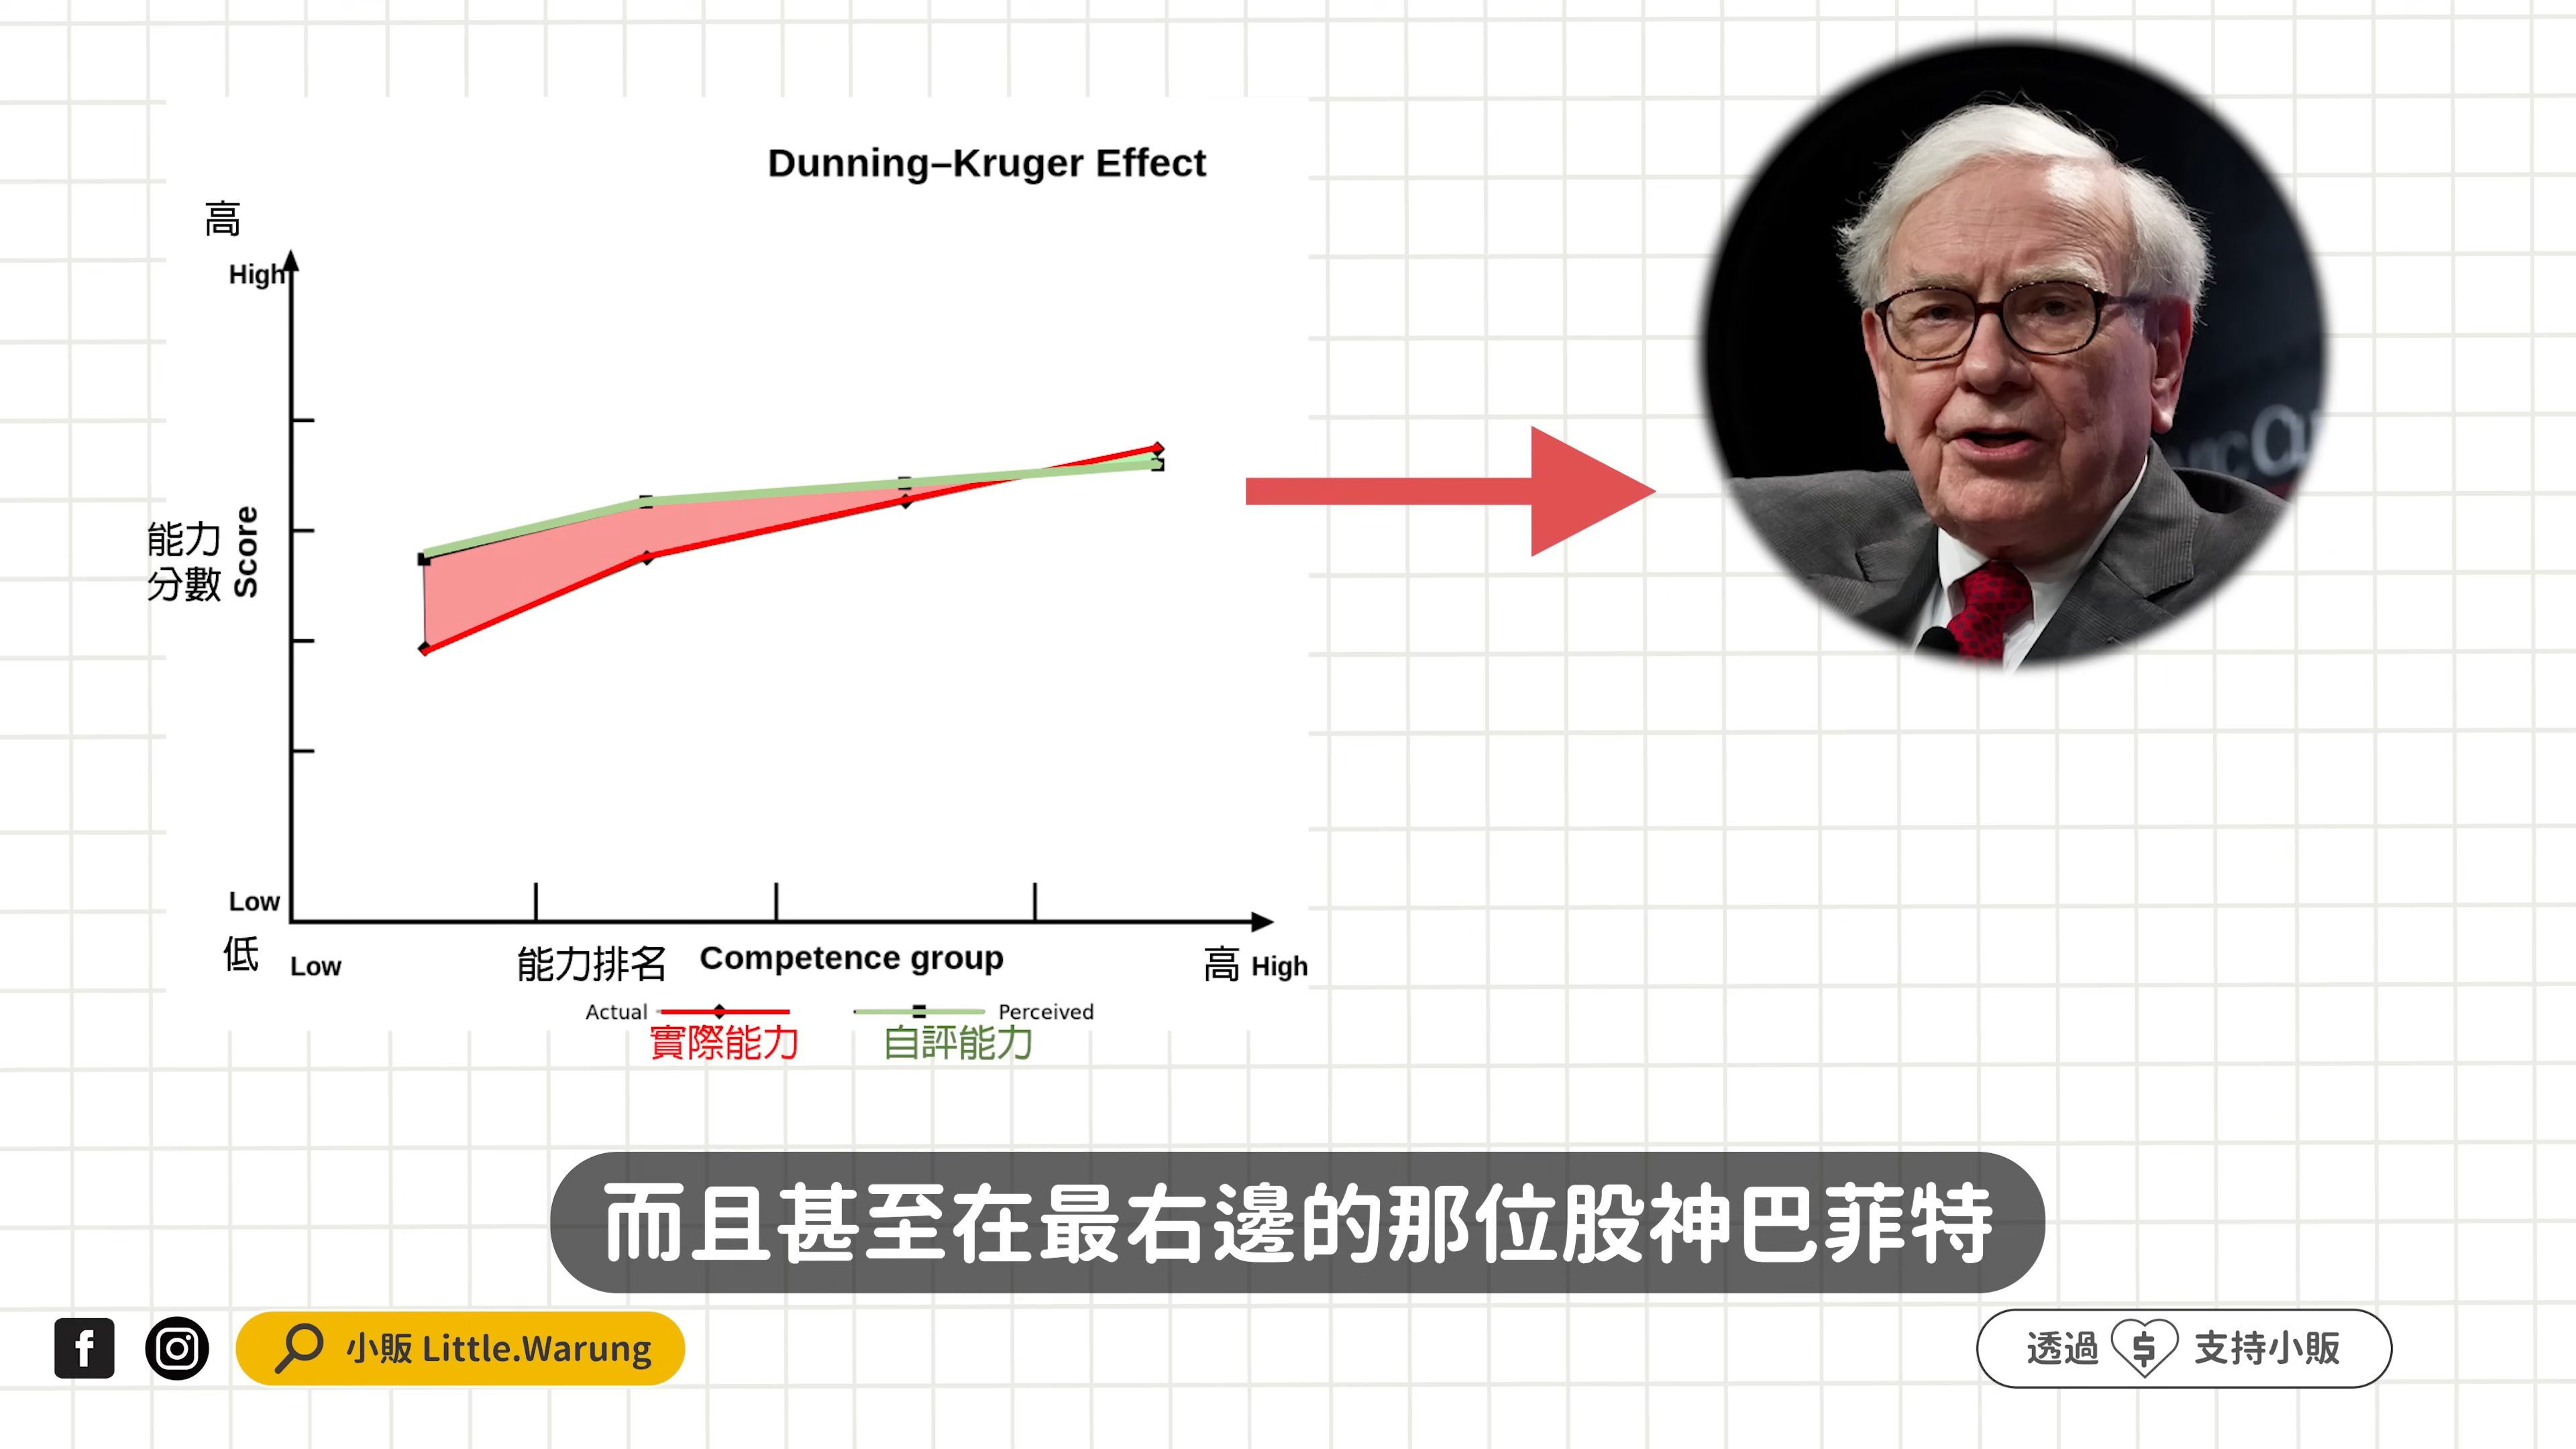 Dunning–Kruger Effect
高
High
能力
分數
Score
Low
低
Low
能力排名
Competence group
高
High
Actual
Perceived
實際能力
自評能力
而且甚至在最右邊的那位股神巴菲特
小販 Little.Warung
透過 $ 支持小販